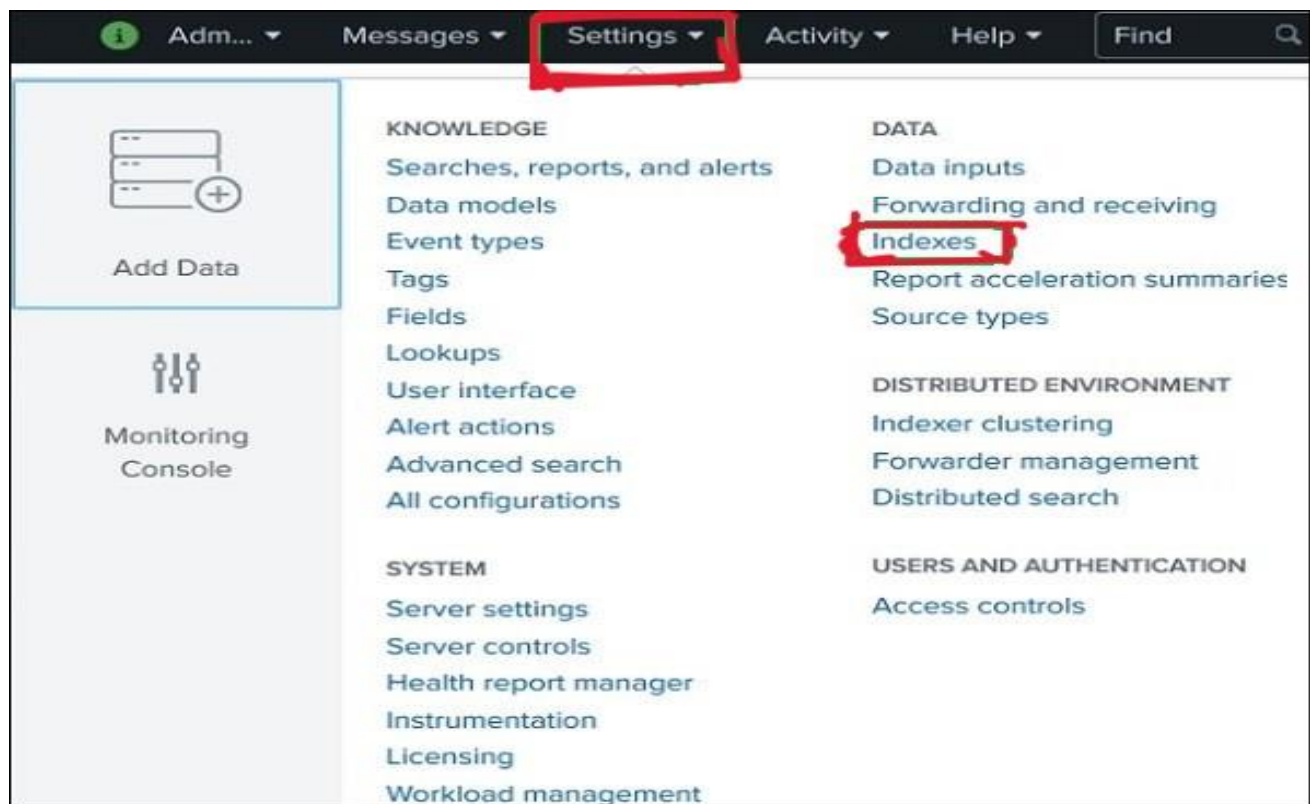 i Adm... Messages Settings Activity Help Find
Add Data
Monitoring
Console
KNOWLEDGE
Searches, reports, and alerts
Data models
Event types
Tags
Fields
Lookups
User interface
Alert actions
Advanced search
All configurations
SYSTEM
Server settings
Server controls
Health report manager
Instrumentation
Licensing
Workload management
DATA
Data inputs
Forwarding and receiving
Indexes
Report acceleration summaries
Source types
DISTRIBUTED ENVIRONMENT
Indexer clustering
Forwarder management
Distributed search
USERS AND AUTHENTICATION
Access controls